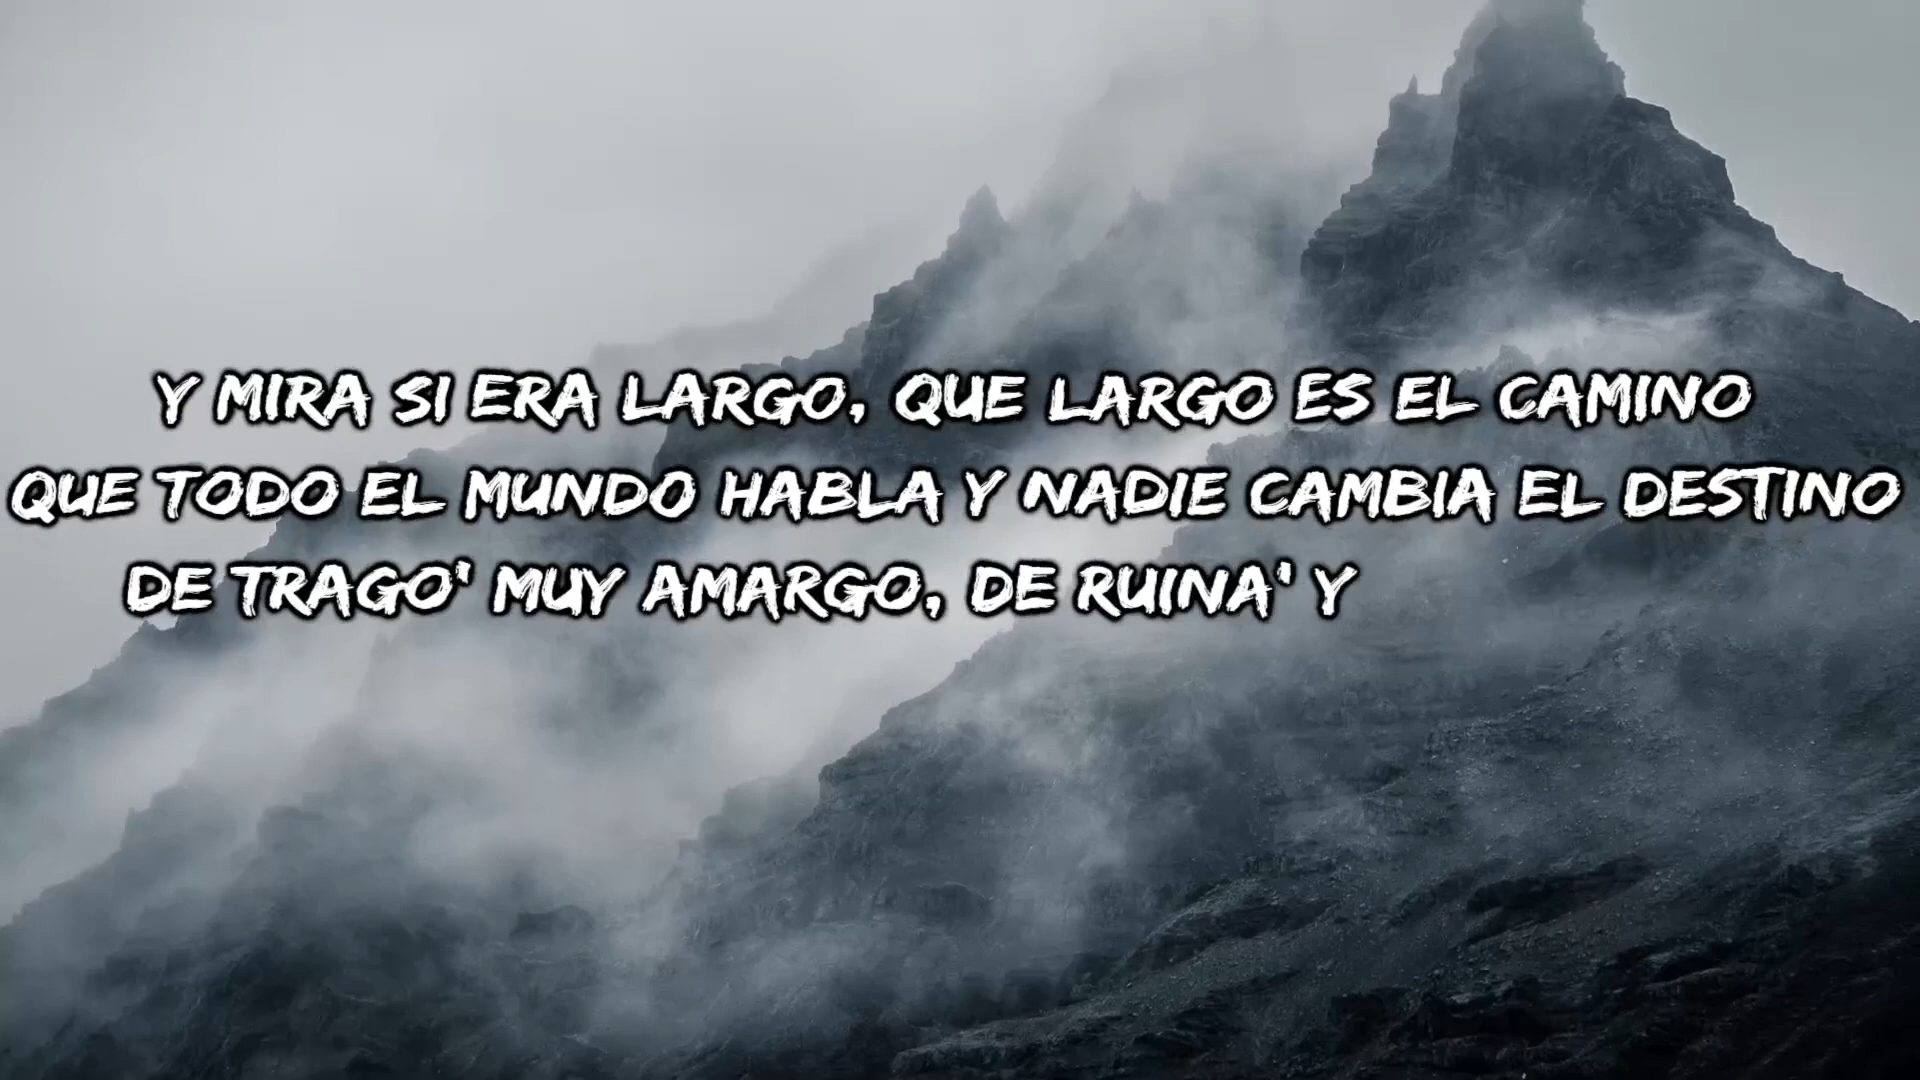 Y MIRA SI ERA LARGO, QUE LARGO ES EL CAMINO
QUE TODO EL MUNDO HABLA Y NADIE CAMBIA EL DESTINO
DE TRAGO' MUY AMARGO, DE RUINA' Y